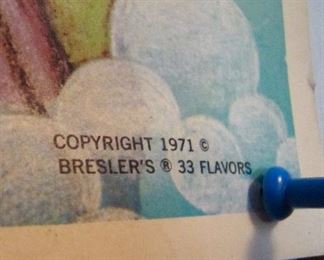 COPYRIGHT 1971 ©
BRESLER'S ® 33 FLAVORS